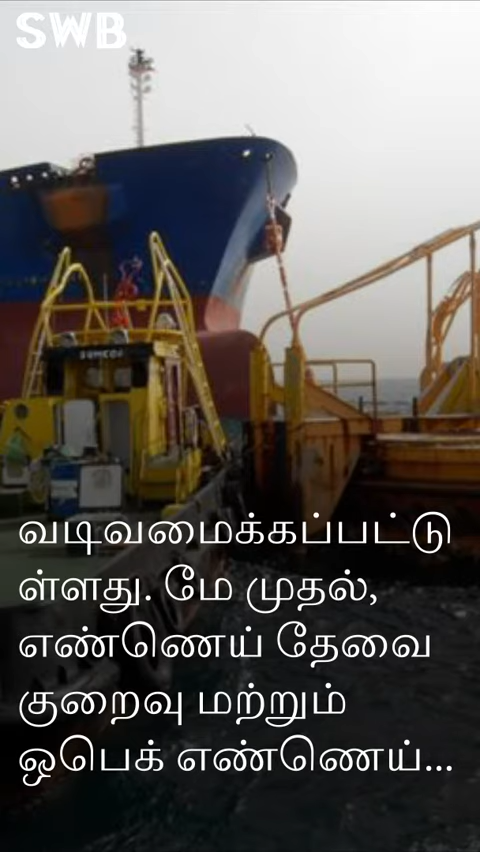 SWB
வடிவமைக்கப்பட்டு
ள்ளது. மே முதல்,
எண்ணெய் தேவை
குறைவு மற்றும்
ஒபெக் எண்ணெய்...